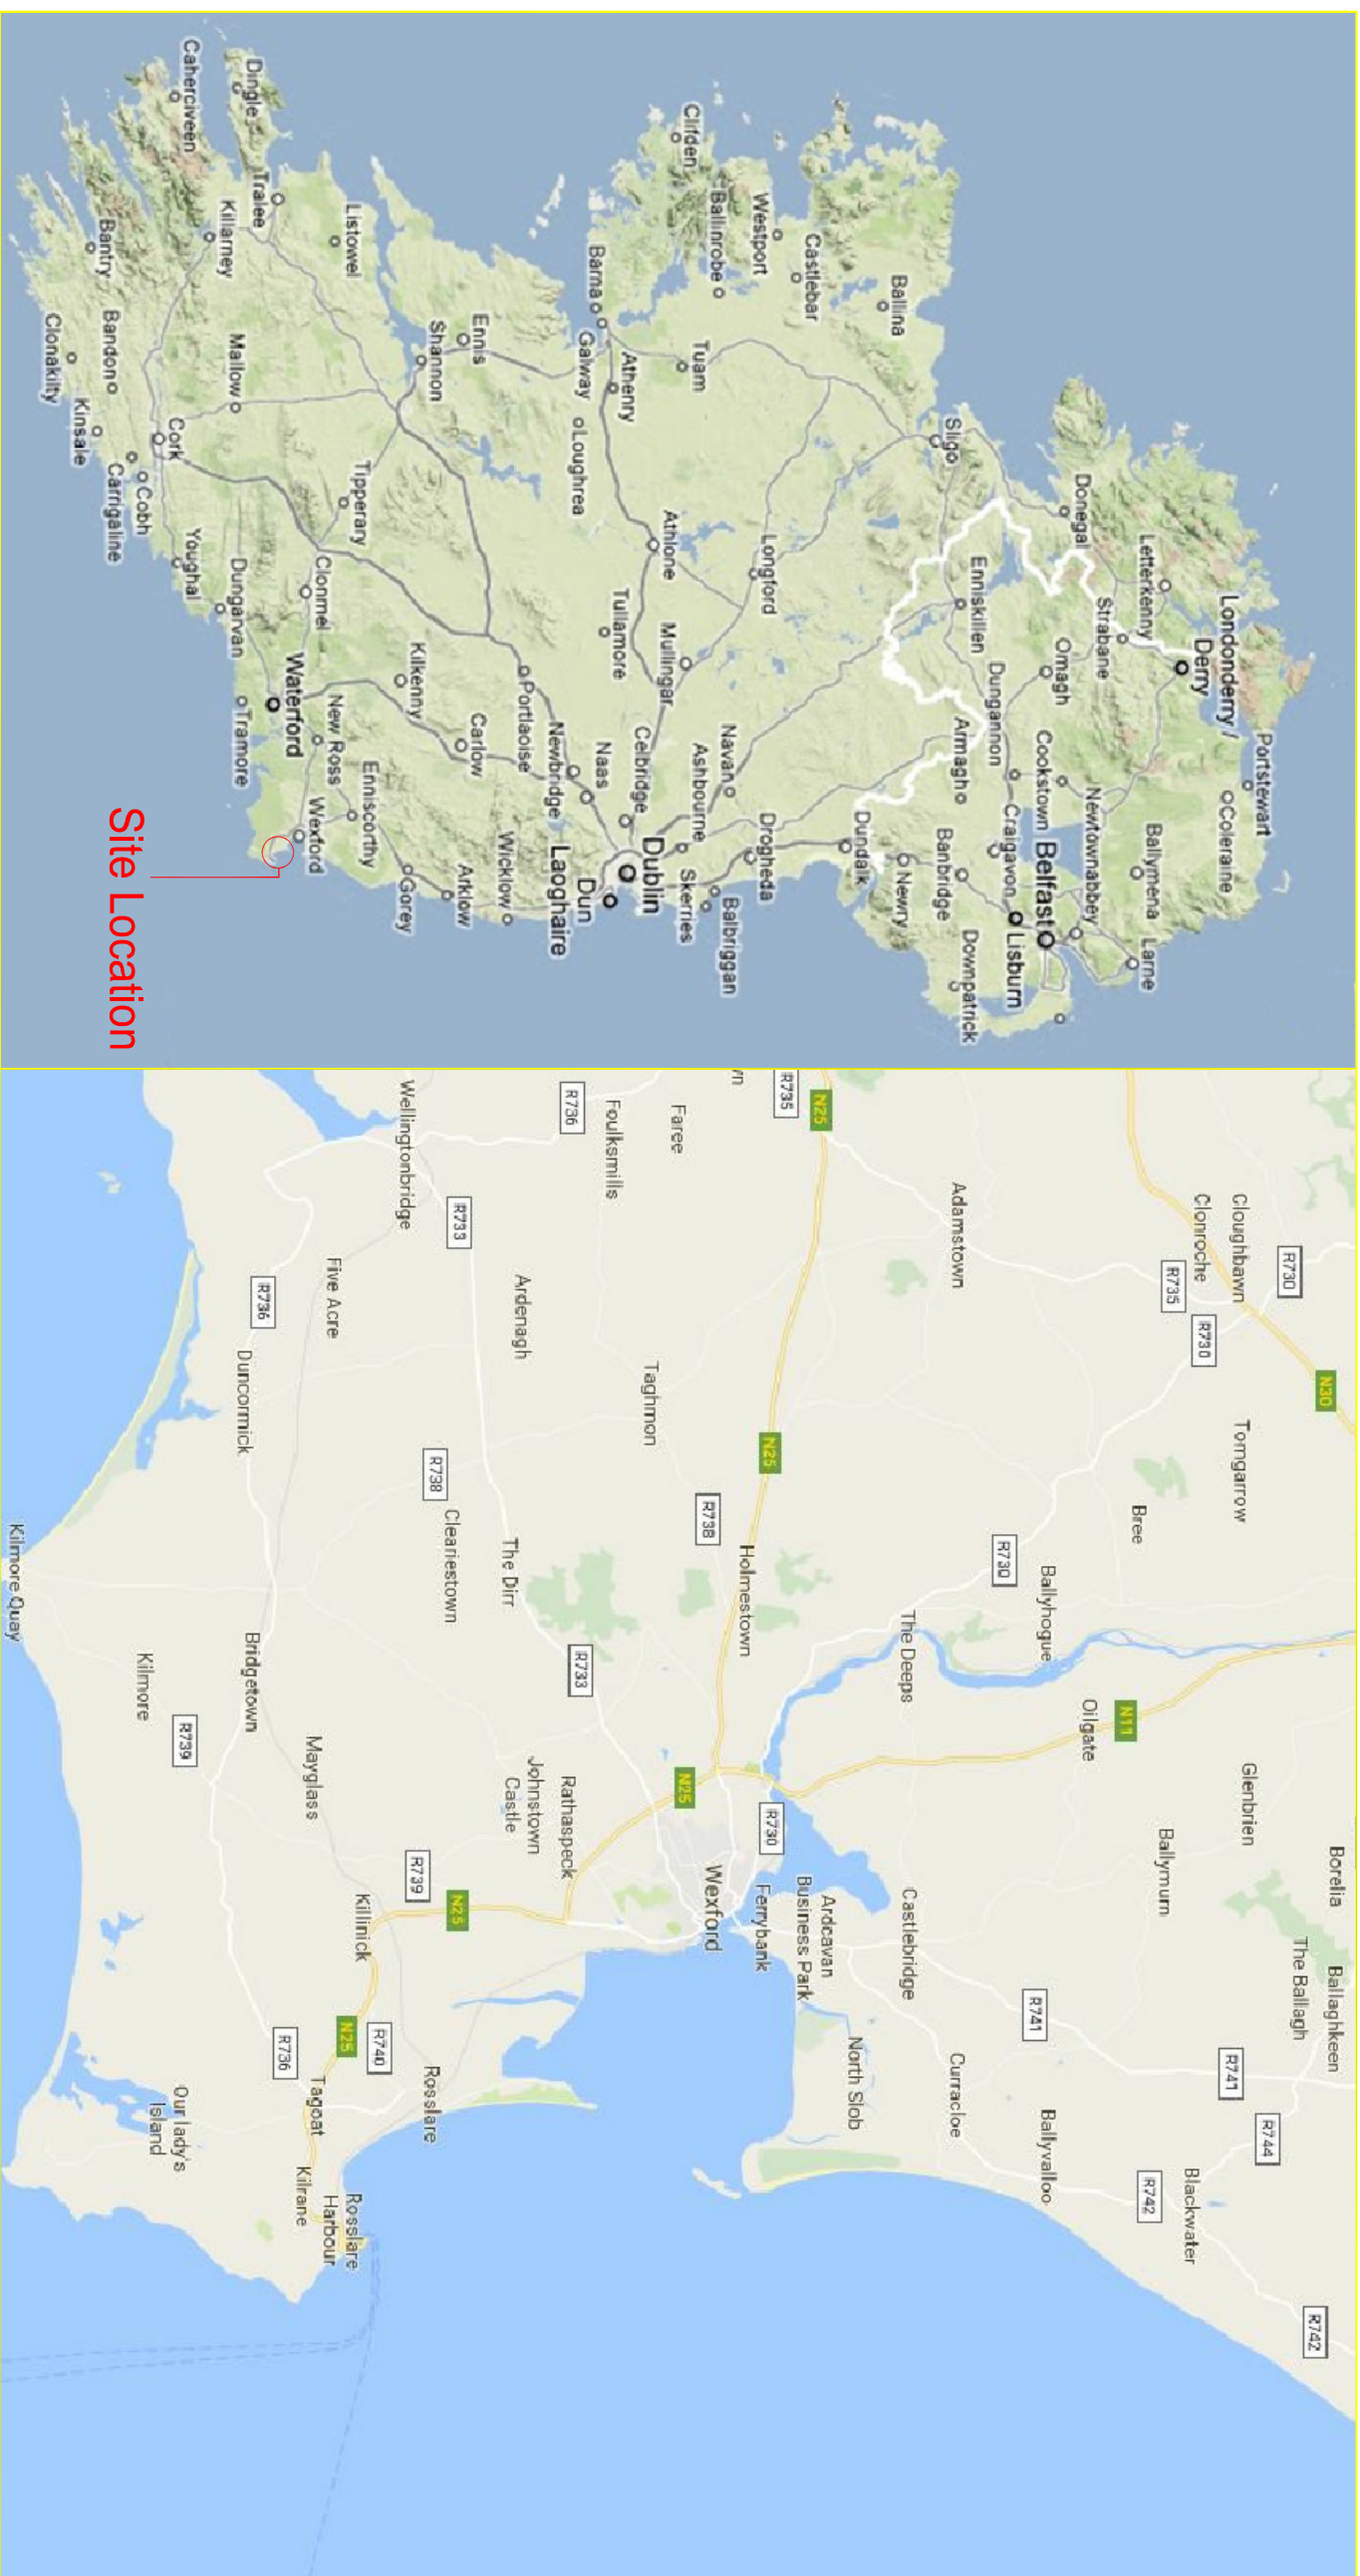 Portstewart
Coleraine
Londonderry /
Derry
Letterkenny
Strabane
Ballymena
Larne
Newtownabbey
Donegal
Omagh
Cookstown
Belfast
Dungannon
Craigavon
Lisburn
Enniskillen
Armagh
Banbridge
Downpatrick
Sligo
Newry
Ballina
Dundalk
Castlebar
Westport
Drogheda
Longford
Navan
Balbriggan
Ballinrobe
Ashbourne
Skerries
Clifden
Tuam
Mullingar
Athlone
Celbridge
Dublin
Athenry
Tullamore
Naas
Dun
Laoghaire
Barna
Galway
Loughrea
Newbridge
Portlaoise
Wicklow
Ennis
Carlow
Arklow
Shannon
Kilkenny
Gorey
Listowel
Tipperary
Enniscorthy
Clonmel
New Ross
Wexford
Dingle
Tralee
Waterford
Killarney
Mallow
Dungarvan
Tramore
Caherciveen
Youghal
Cork
Cobh
Bantry
Bandon
Carrigaline
Kinsale
Clonakilty
Site Location
N30
Borelia
Ballaghkeen
R742
R730
The Ballagh
R744
Cloughbawn
Tomgarrow
Glenbrien
R741
Clonroche
R730
R735
Ballymurn
Blackwater
Bree
N11
R742
Oilgate
Ballyhogue
Ballyvalloo
R741
R730
Adamstown
Curracloe
The Deeps
Castlebridge
North Slob
Ardcavan
Business Park
N25
R735
N25
R730
Ferrybank
Holmestown
Wexford
R738
N25
Faree
Taghmon
Foulksmills
R736
R733
Rathaspeck
Johnstown
Castle
Ardenagh
The Dirr
R733
Clearlestown
R738
N25
R739
Rosslare
Wellingtonbridge
R740
Killinick
N25
Rosslare
Harbour
Five Acre
Mayglass
Tagoat
Kilrane
R736
R736
Duncormick
Bridgetown
R739
Our lady's
Island
Kilmore
Kilmore Quay